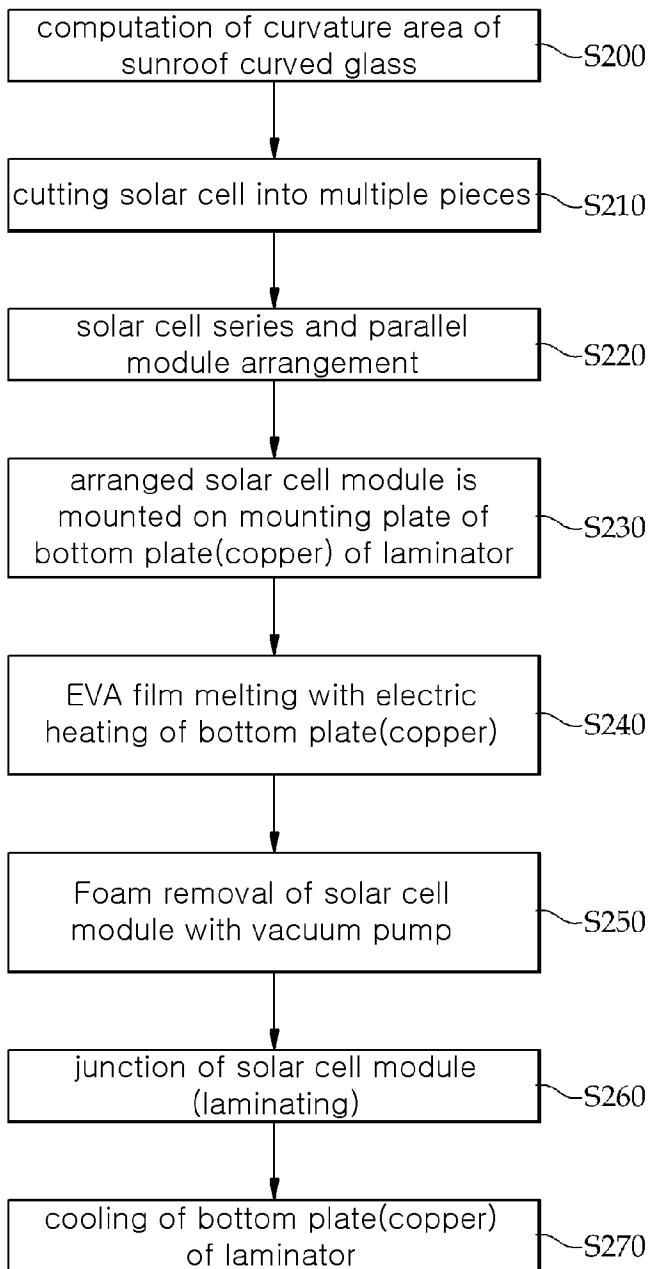 computation of curvature area of
sunroof curved glass
S200
cutting solar cell into multiple pieces
S210
solar cell series and parallel
module arrangement
S220
arranged solar cell module is
mounted on mounting plate of
bottom plate(copper) of laminator
S230
EVA film melting with electric
heating of bottom plate(copper)
S240
Foam removal of solar cell
module with vacuum pump
S250
junction of solar cell module
(laminating)
S260
cooling of bottom plate(copper)
of laminator
S270